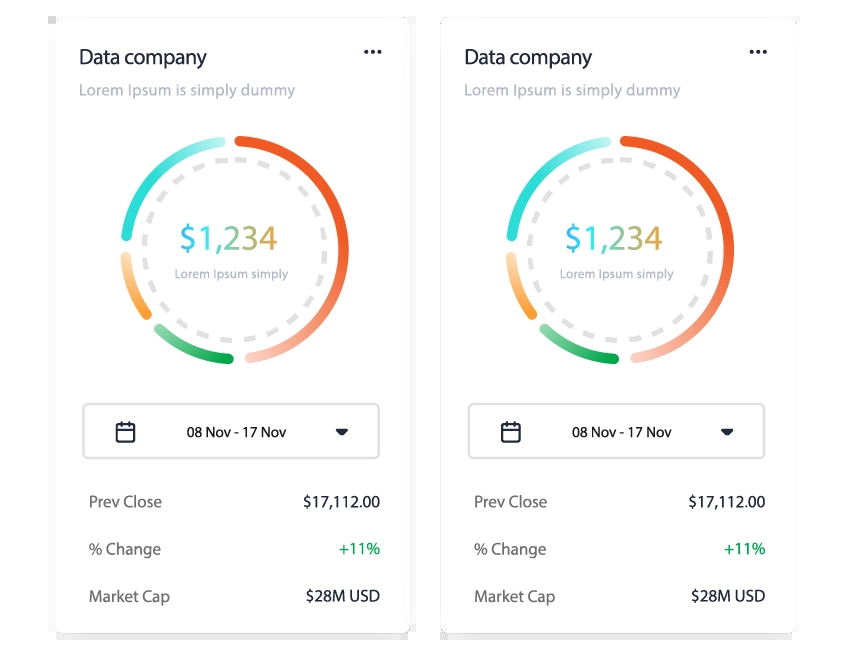 Data company
Lorem Ipsum is simply dummy
$1,234
Lorem Ipsum simply
08 Nov - 17 Nov
Prev Close $17,112.00
% Change +11%
Market Cap $28M USD
Data company
Lorem Ipsum is simply dummy
$1,234
Lorem Ipsum simply
08 Nov - 17 Nov
Prev Close $17,112.00
% Change +11%
Market Cap $28M USD